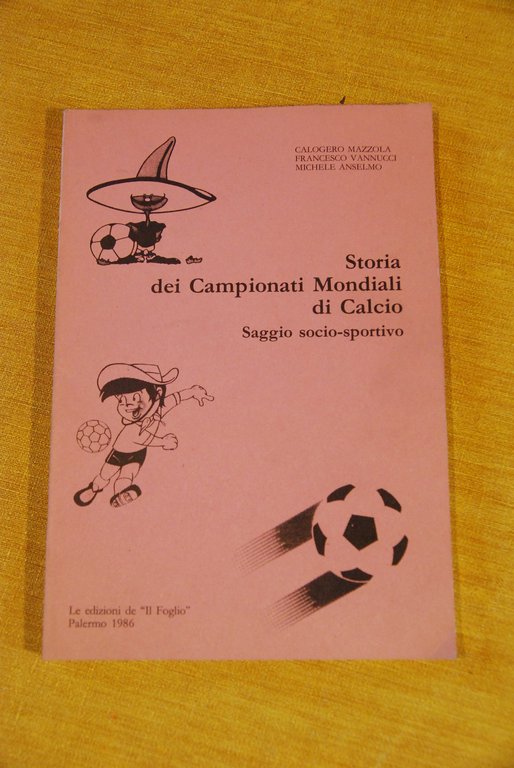 CALOGERO MAZZOLA
FRANCESCO VANNUCCI
MICHELE ANSELMO
Storia
dei Campionati Mondiali
di Calcio
Saggio socio-sportivo
Le edizioni de "Il Foglio"
Palermo 1986